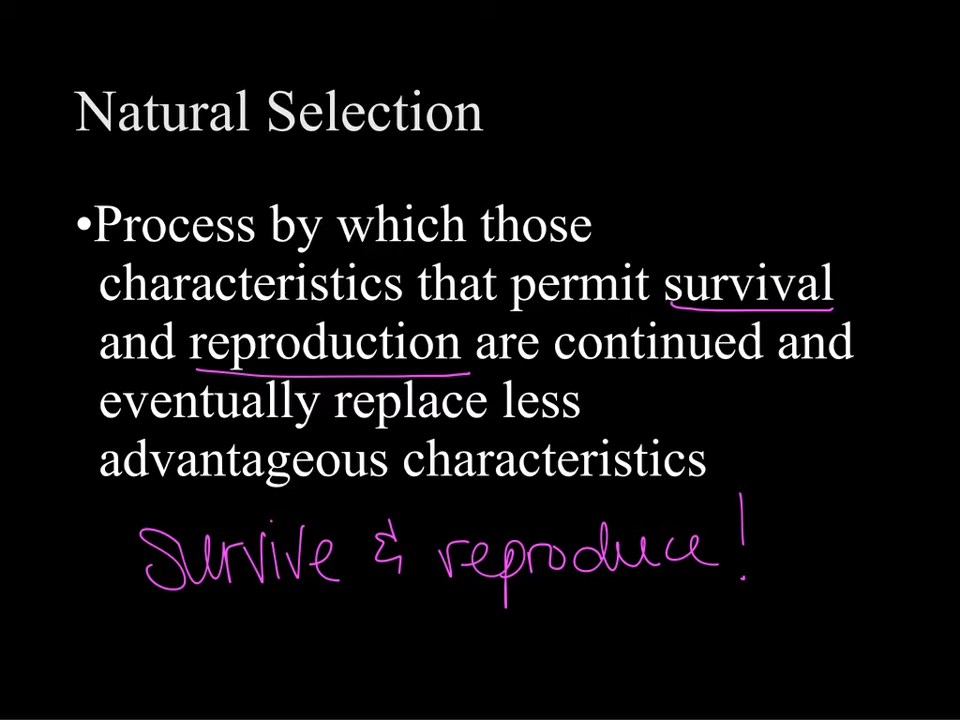 Natural Selection
•Process by which those
characteristics that permit survival
and reproduction are continued and
eventually replace less
advantageous characteristics
survive & reproduce!